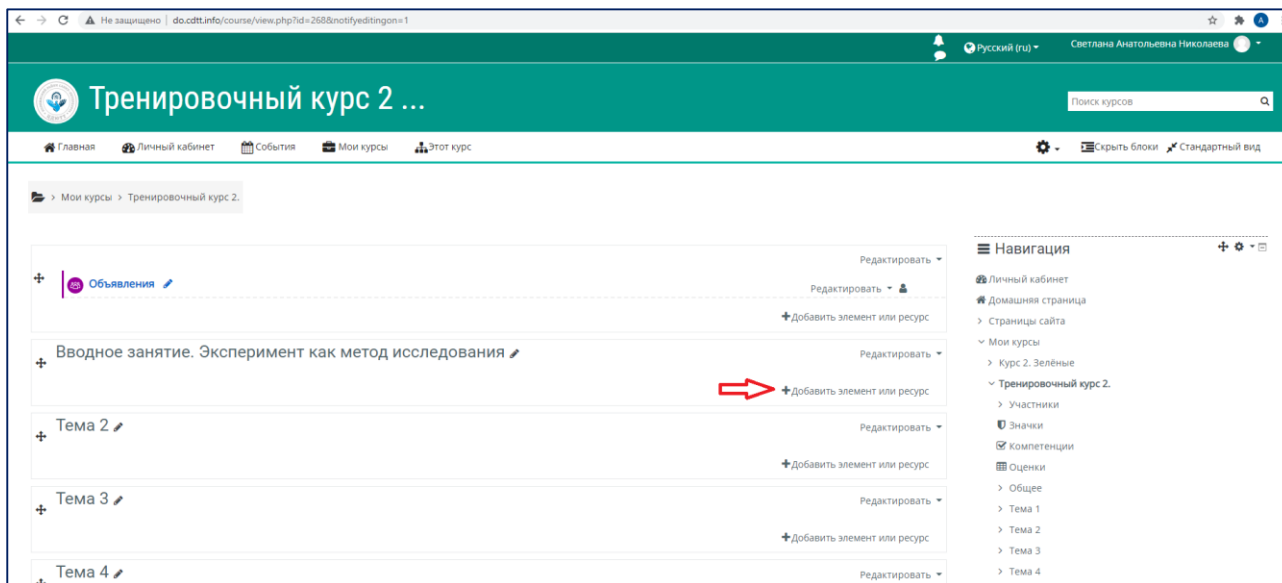 Не защищено | do.cdtt.info/course/view.php?id=268&notifyeditingon=1
A
Русский (ru)
Светлана Анатольевна Николаева
Тренировочный курс 2 ...
Поиск курсов
Главная Личный кабинет События Мои курсы Этот курс
Скрыть блоки Стандартный вид
> Мои курсы > Тренировочный курс 2.
Редактировать
Объявления
Редактировать
+Добавить элемент или ресурс
Вводное занятие. Эксперимент как метод исследования
Редактировать
+Добавить элемент или ресурс
Тема 2
Редактировать
+Добавить элемент или ресурс
Тема 3
Редактировать
+Добавить элемент или ресурс
Тема 4
Редактировать
Навигация
Личный кабинет
Домашняя страница
Страницы сайта
Мои курсы
Курс 2. Зелёные
Тренировочный курс 2.
Участники
Значки
Компетенции
Оценки
Общее
Тема 1
Тема 2
Тема 3
Тема 4